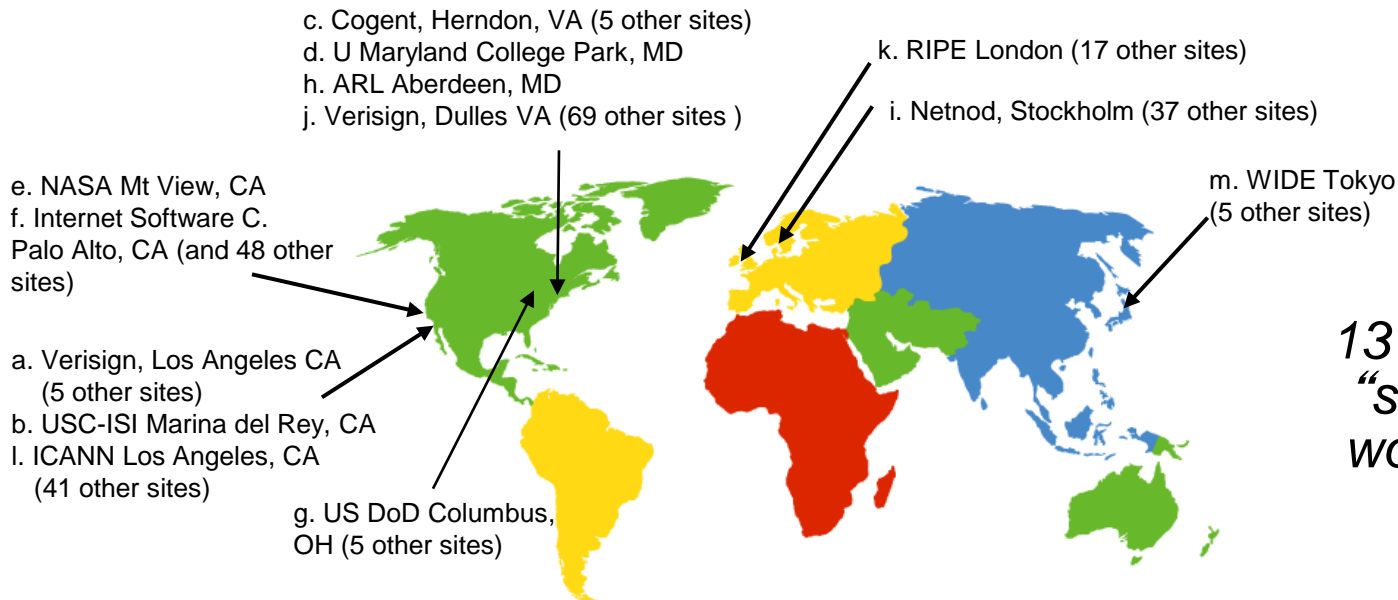 c. Cogent, Herndon, VA (5 other sites)
d. U Maryland College Park, MD
h. ARL Aberdeen, MD
j. Verisign, Dulles VA (69 other sites )
k. RIPE London (17 other sites)
i. Netnod, Stockholm (37 other sites)
m. WIDE Tokyo
(5 other sites)
e. NASA Mt View, CA
f. Internet Software C.
Palo Alto, CA (and 48 other
sites)
a. Verisign, Los Angeles CA
(5 other sites)
b. USC-ISI Marina del Rey, CA
l. ICANN Los Angeles, CA
(41 other sites)
g. US DoD Columbus,
OH (5 other sites)
13